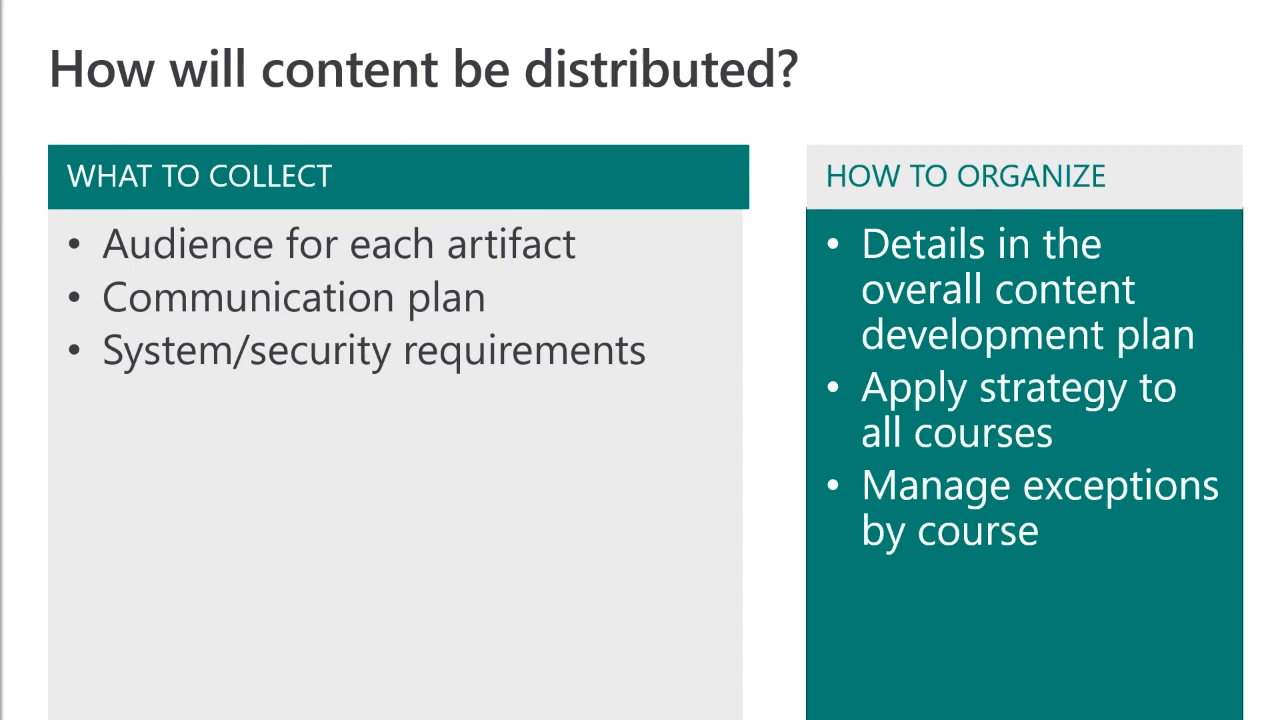 How will content be distributed?
WHAT TO COLLECT
• Audience for each artifact
• Communication plan
• System/security requirements
HOW TO ORGANIZE
• Details in the
overall content
development plan
• Apply strategy to
all courses
• Manage exceptions
by course